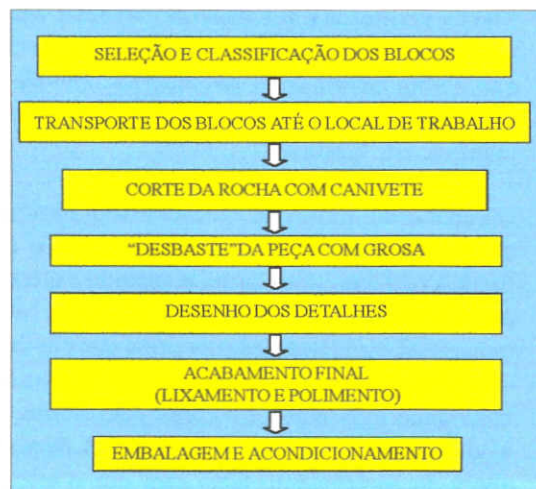 SELEÇÃO E CLASSIFICAÇÃO DOS BLOCOS
TRANSPORTE DOS BLOCOS ATÉ O LOCAL DE TRABALHO
CORTE DA ROCHA COM CANIVETE
“DESBASTE”DA PEÇA COM GROSA
DESENHO DOS DETALHES
ACABAMENTO FINAL
(LIXAMENTO E POLIMENTO)
EMBALAGEM E ACONDICIONAMENTO